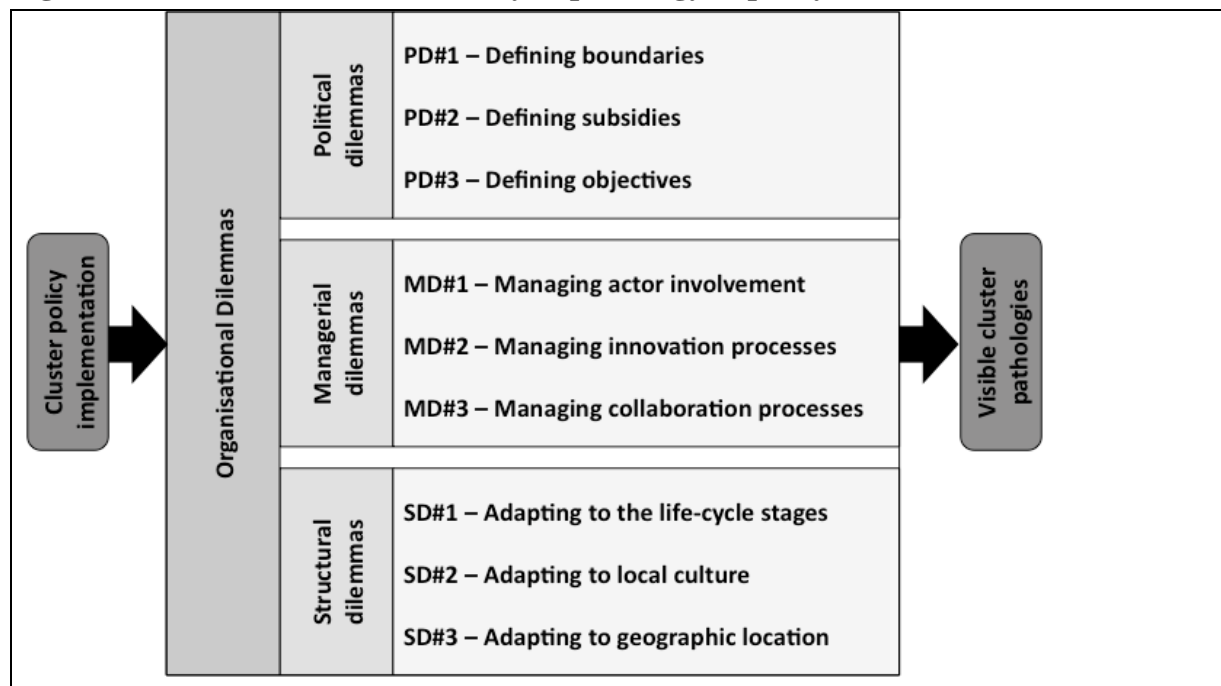 Cluster policy
implementation
Organisational Dilemmas
Political
dilemmas
PD#1 – Defining boundaries
PD#2 – Defining subsidies
PD#3 – Defining objectives
Managerial
dilemmas
MD#1 – Managing actor involvement
MD#2 – Managing innovation processes
MD#3 – Managing collaboration processes
Structural
dilemmas
SD#1 – Adapting to the life-cycle stages
SD#2 – Adapting to local culture
SD#3 – Adapting to geographic location
Visible cluster
pathologies